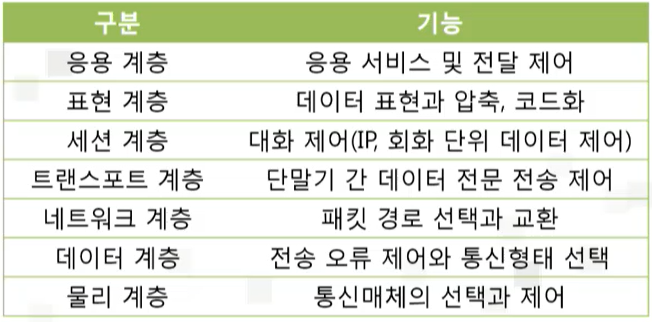 구분 기능
응용 계층 응용 서비스 및 전달 제어
표현 계층 데이터 표현과 압축, 코드화
세션 계층 대화 제어(IP, 회화 단위 데이터 제어)
트랜스포트 계층 단말기 간 데이터 전문 전송 제어
네트워크 계층 패킷 경로 선택과 교환
데이터 계층 전송 오류 제어와 통신형태 선택
물리 계층 통신매체의 선택과 제어